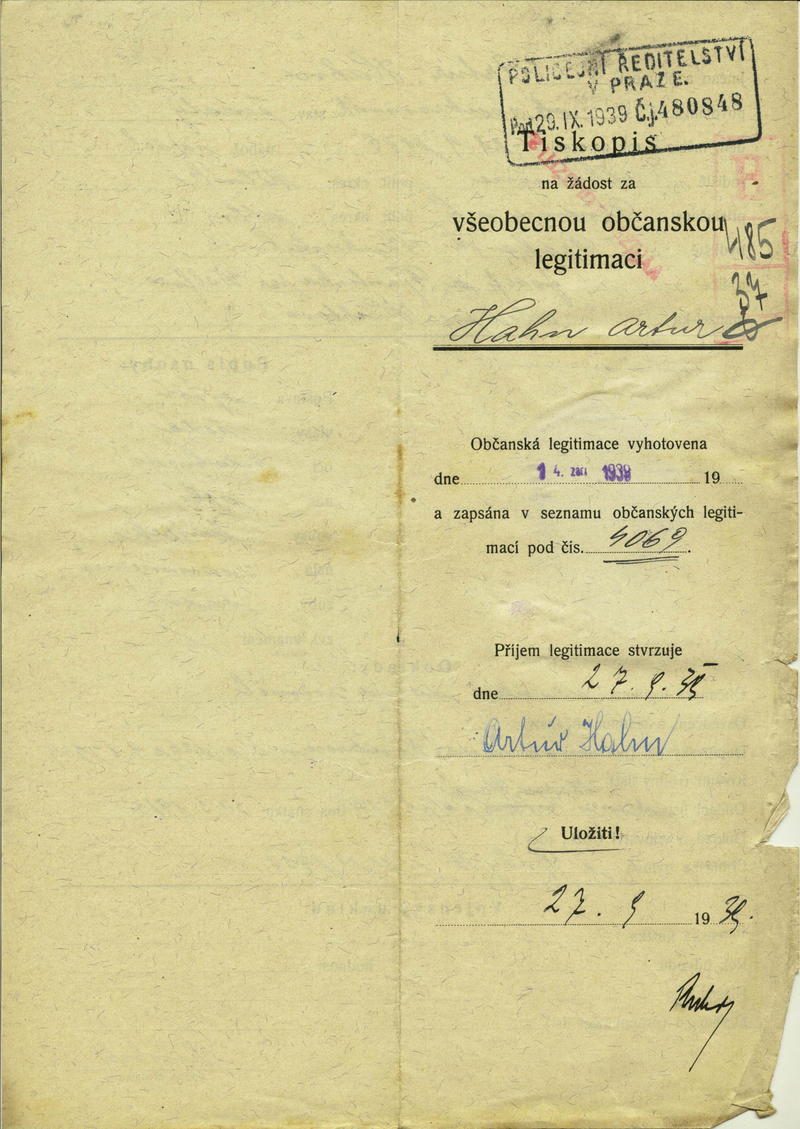 POLICEJNÍ ŘEDITELSTVÍ
V PRAZE.
29.IX.1939 Č.j. 480848
Tiskopis
na žádost za
všeobecnou občanskou
legitimaci
485
37
Hahn Artur
Občanská legitimace vyhotovena
dne 14. září 1939 19
a zapsána v seznamu občanských legiti-
mací pod čís. 4069.
Příjem legitimace stvrzuje
dne 27. 9. 39
Artur Hahn
Uložiti!
27. 9 1939.